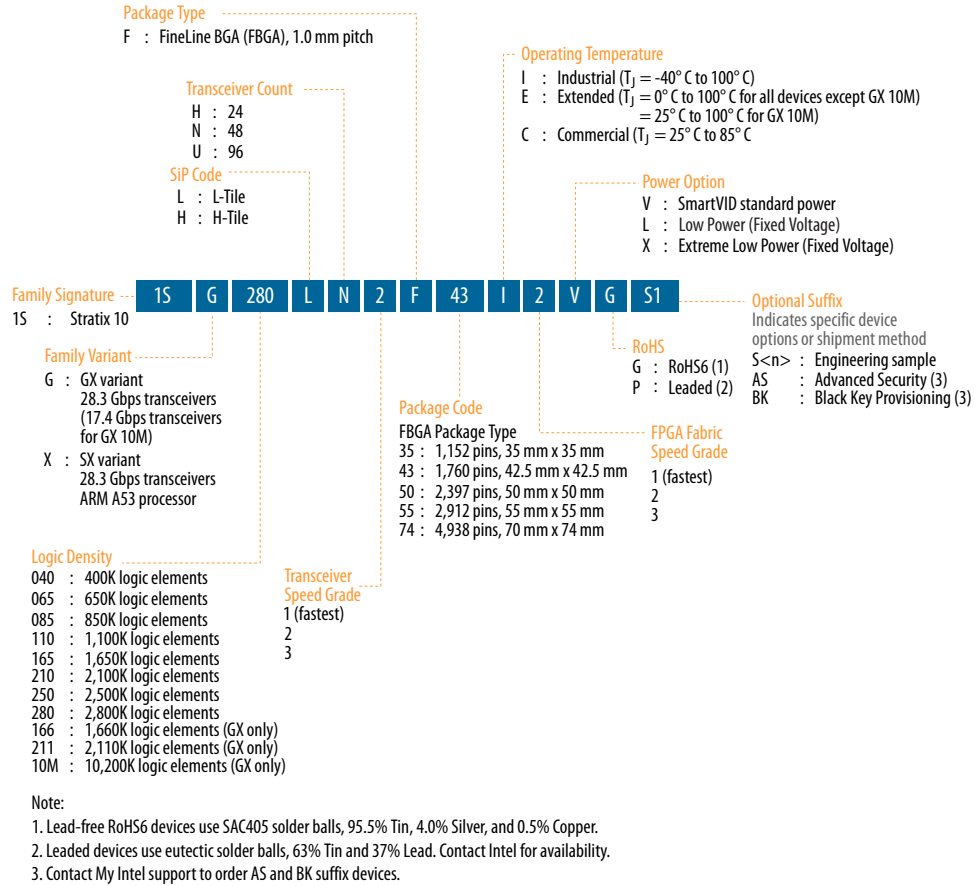 Package Type
F : FineLine BGA (FBGA), 1.0 mm pitch
Operating Temperature
I : Industrial (TJ = -40° C to 100° C)
E : Extended (TJ = 0° C to 100° C for all devices except GX 10M)
= 25° C to 100° C for GX 10M)
C : Commercial (TJ = 25° C to 85° C
Transceiver Count
H : 24
N : 48
U : 96
SiP Code
L : L-Tile
H : H-Tile
Power Option
V : SmartVID standard power
L : Low Power (Fixed Voltage)
X : Extreme Low Power (Fixed Voltage)
1S G 280 L N 2 F 43 I 2 V G S1
Family Signature
1S : Stratix 10
Optional Suffix
Indicates specific device
options or shipment method
S<n> : Engineering sample
AS : Advanced Security (3)
BK : Black Key Provisioning (3)
Family Variant
G : GX variant
28.3 Gbps transceivers
(17.4 Gbps transceivers
for GX 10M)
X : SX variant
28.3 Gbps transceivers
ARM A53 processor
RoHS
G : RoHS6 (1)
P : Leaded (2)
Package Code
FBGA Package Type
35 : 1,152 pins, 35 mm x 35 mm
43 : 1,760 pins, 42.5 mm x 42.5 mm
50 : 2,397 pins, 50 mm x 50 mm
55 : 2,912 pins, 55 mm x 55 mm
74 : 4,938 pins, 70 mm x 74 mm
FPGA Fabric
Speed Grade
1 (fastest)
2
3
Logic Density
040 : 400K logic elements
065 : 650K logic elements
085 : 850K logic elements
110 : 1,100K logic elements
165 : 1,650K logic elements
210 : 2,100K logic elements
250 : 2,500K logic elements
280 : 2,800K logic elements
166 : 1,660K logic elements (GX only)
211 : 2,110K logic elements (GX only)
10M : 10,200K logic elements (GX only)
Transceiver
Speed Grade
1 (fastest)
2
3
Note:
1. Lead-free RoHS6 devices use SAC405 solder balls, 95.5% Tin, 4.0% Silver, and 0.5% Copper.
2. Leaded devices use eutectic solder balls, 63% Tin and 37% Lead. Contact Intel for availability.
3. Contact My Intel support to order AS and BK suffix devices.